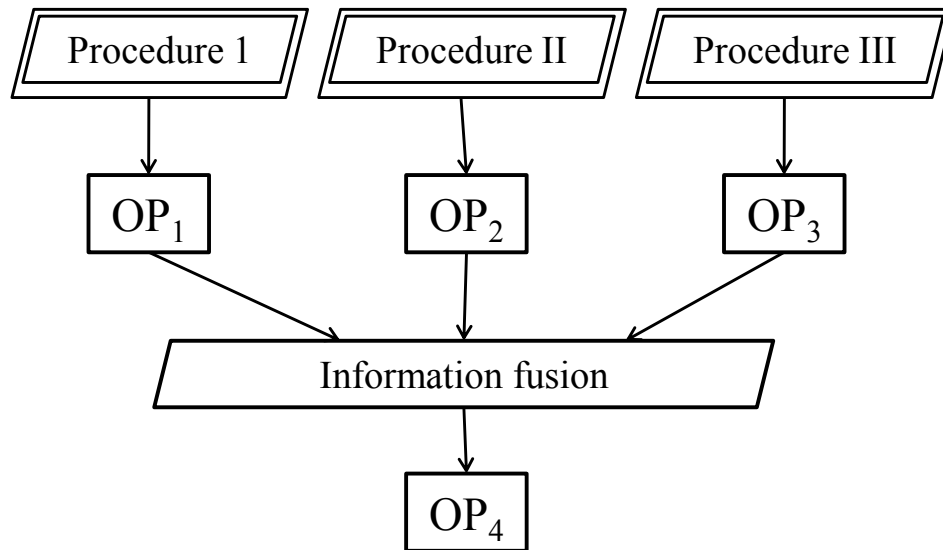 Procedure 1
Procedure II
Procedure III
OP₁
OP₂
OP₃
Information fusion
OP₄